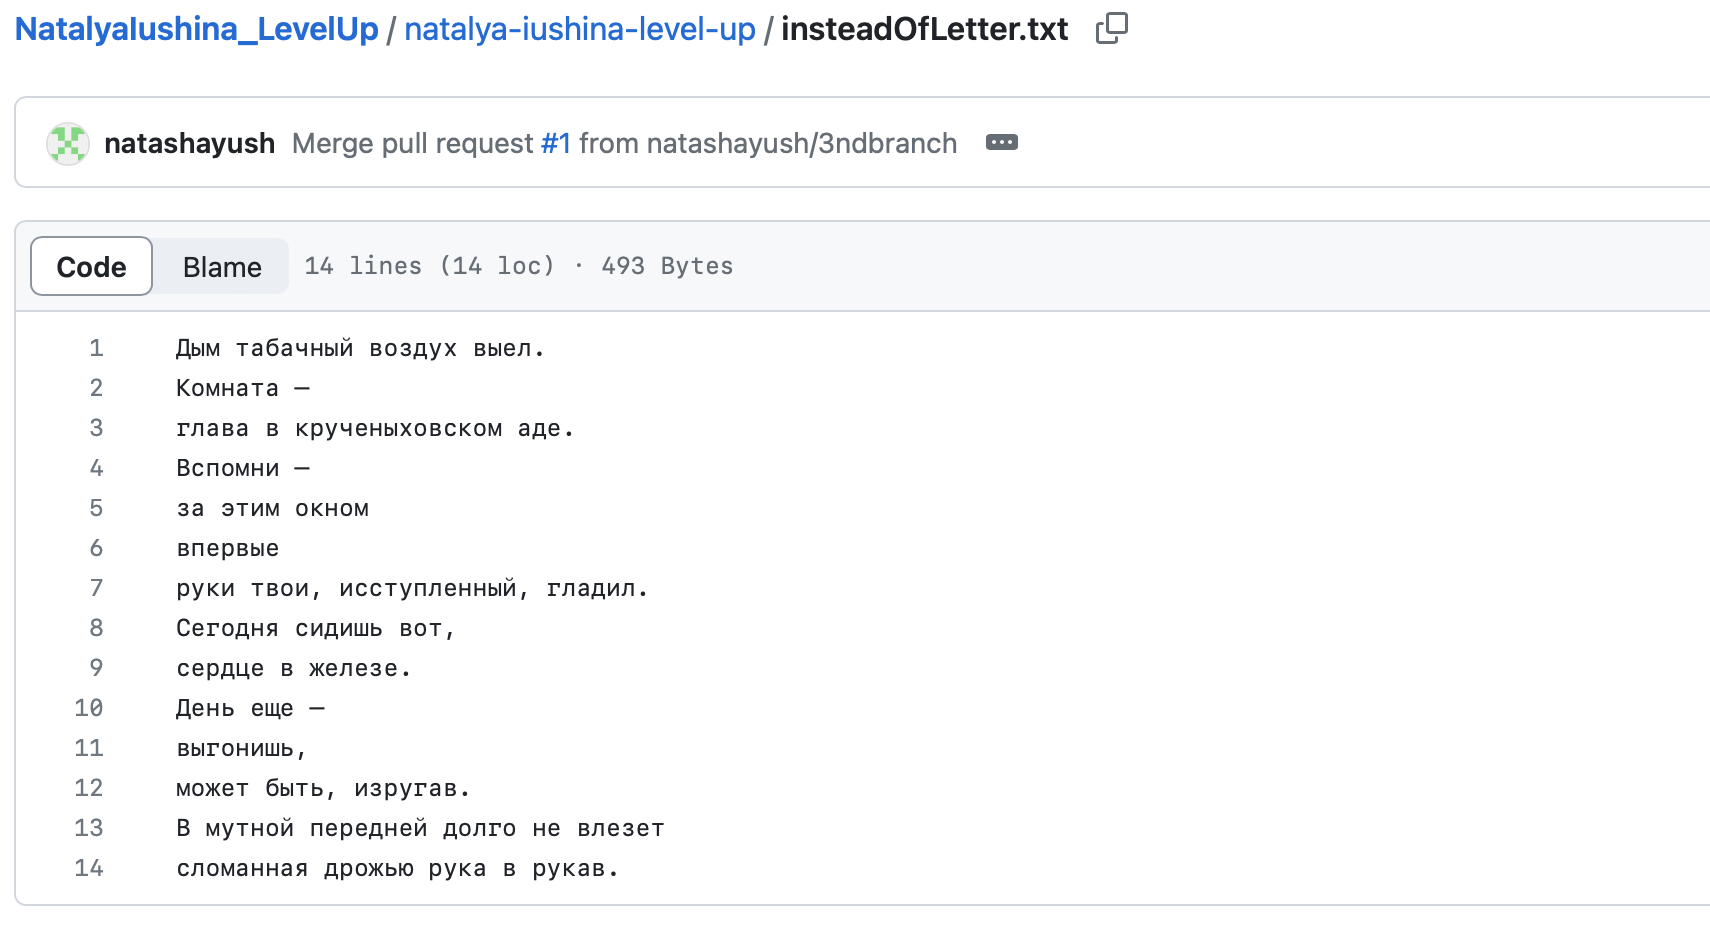 NatalyaIushina_LevelUp / natalya-iushina-level-up / insteadOfLetter.txt
natashayush Merge pull request #1 from natashayush/3ndbranch
Code Blame 14 lines (14 loc) · 493 Bytes
1 Дым табачный воздух выел.
2 Комната —
3 глава в крученыховском аде.
4 Вспомни —
5 за этим окном
6 впервые
7 руки твои, исступленный, гладил.
8 Сегодня сидишь вот,
9 сердце в железе.
10 День еще —
11 выгонишь,
12 может быть, изругав.
13 В мутной передней долго не влезет
14 сломанная дрожью рука в рукав.